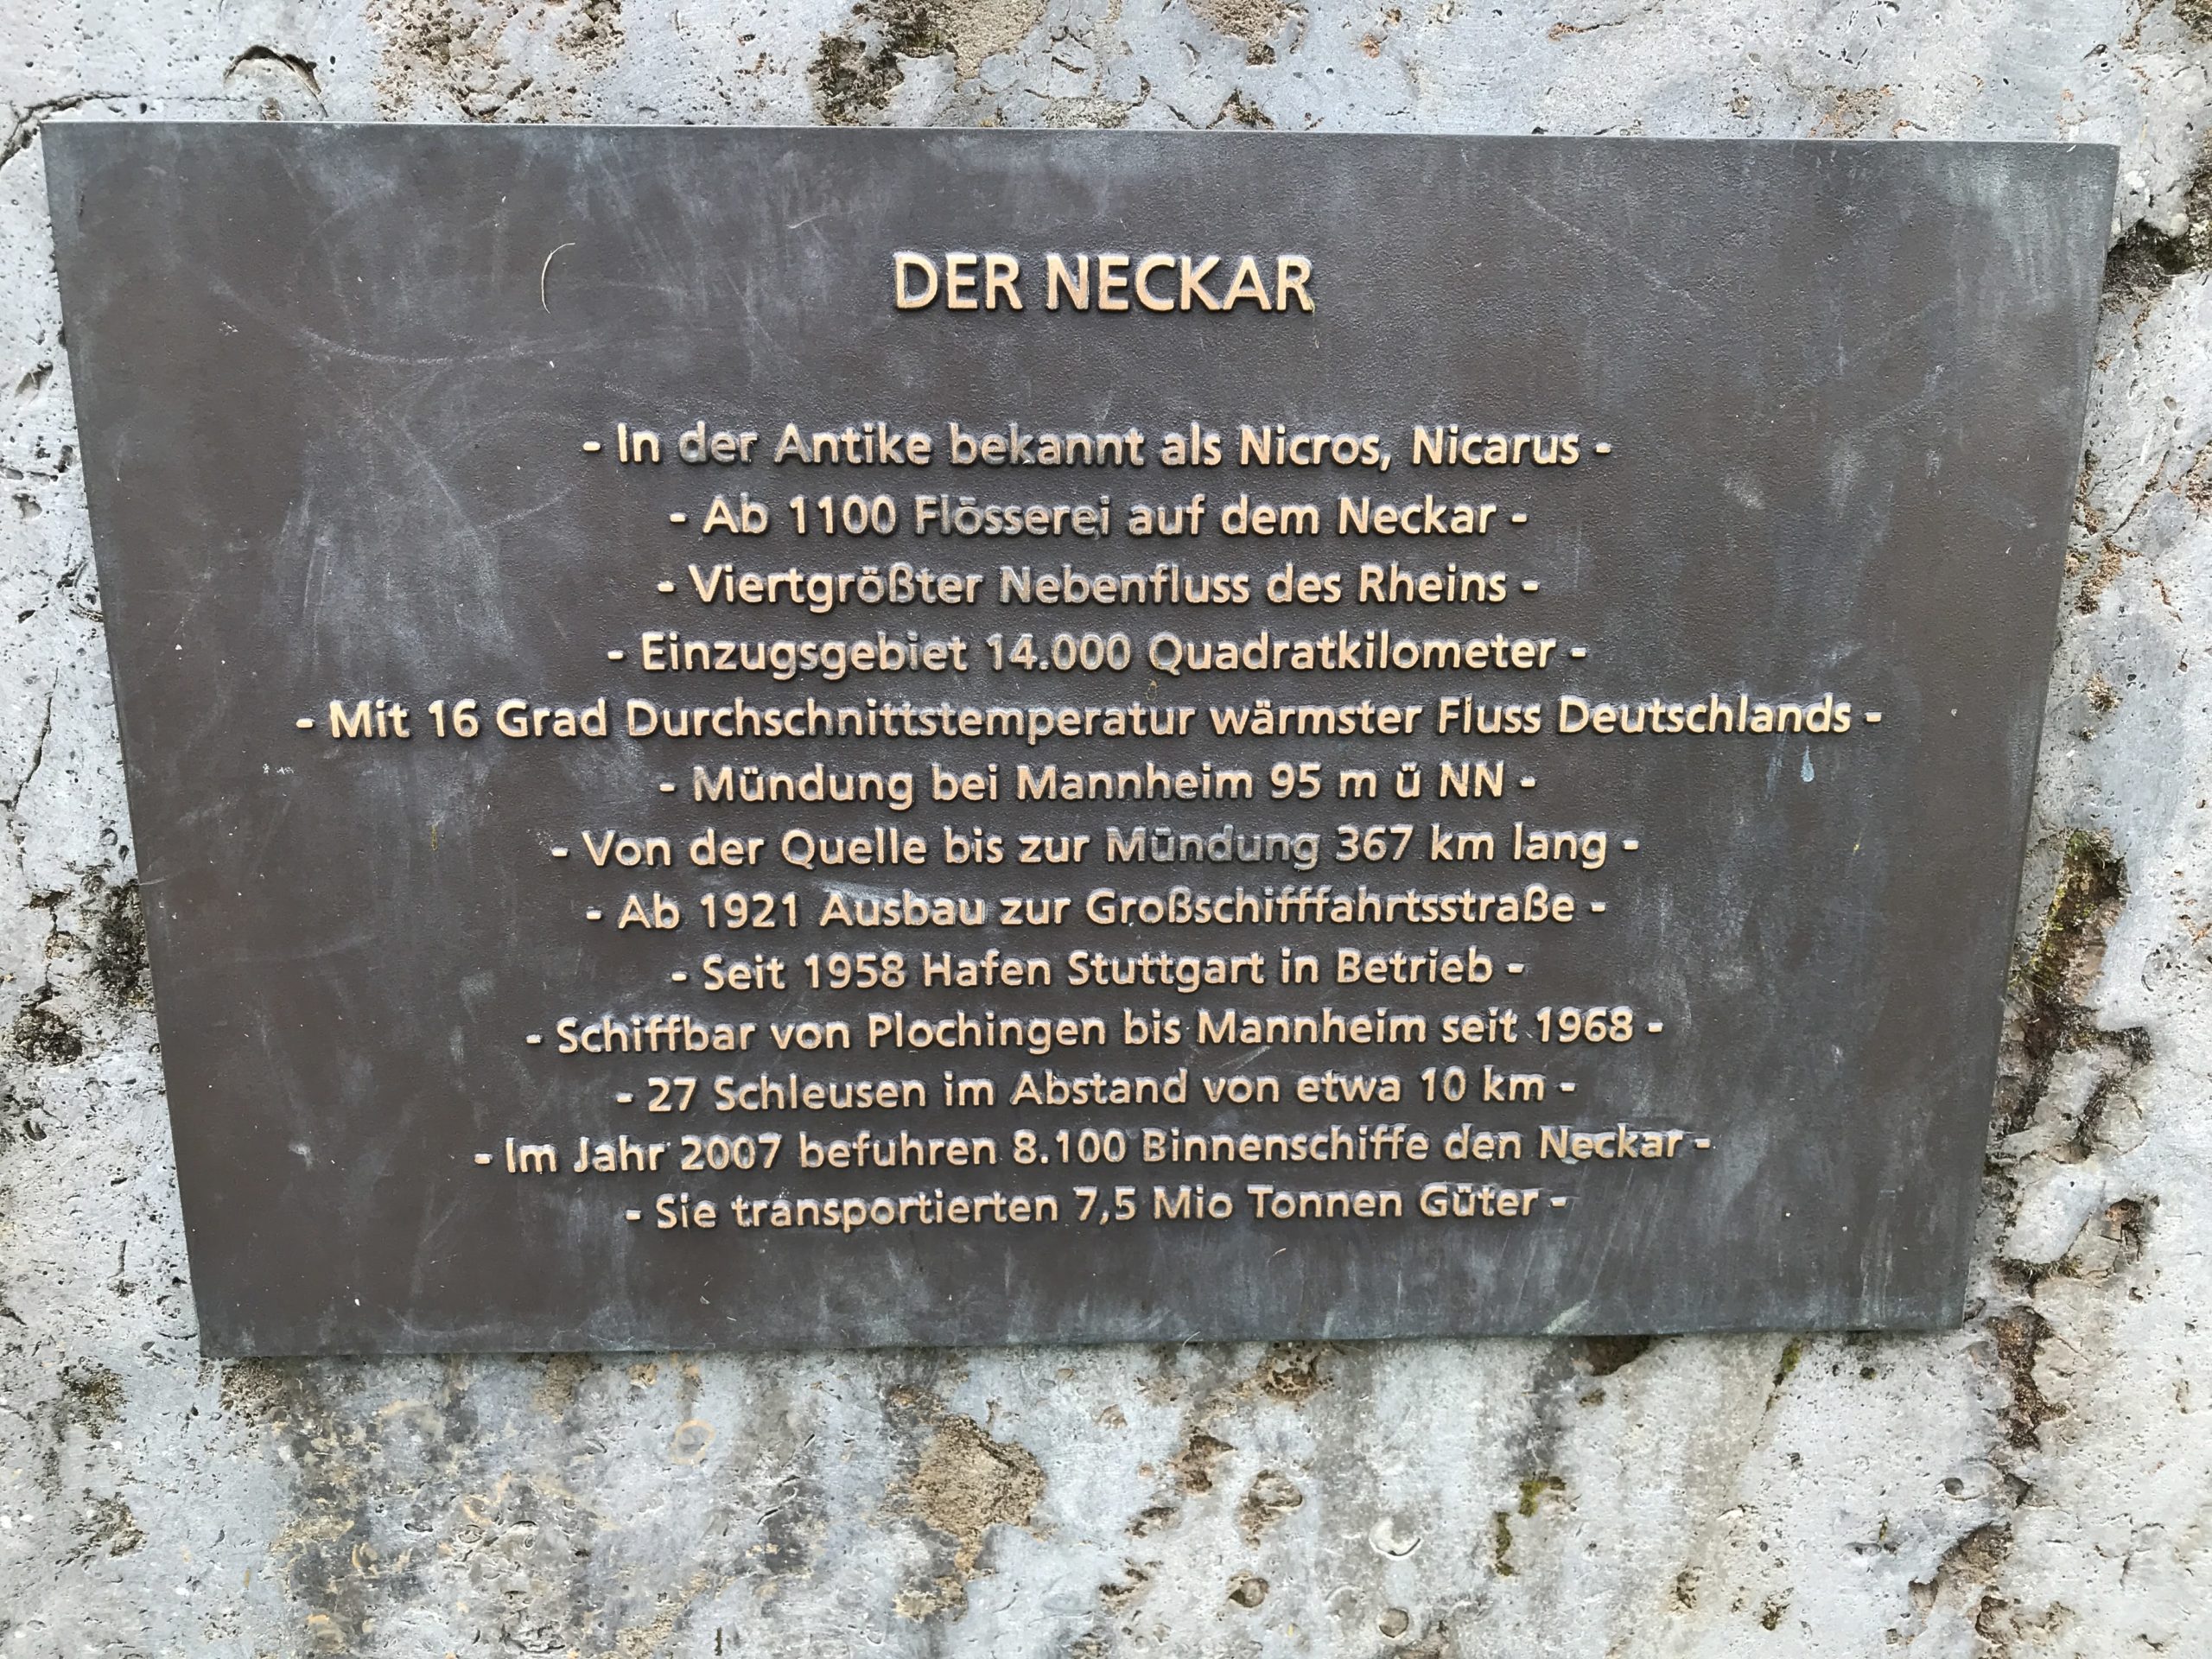 DER NECKAR
- In der Antike bekannt als Nicros, Nicarus -
- Ab 1100 Flösserei auf dem Neckar -
- Viertgrößter Nebenfluss des Rheins -
- Einzugsgebiet 14.000 Quadratkilometer -
- Mit 16 Grad Durchschnittstemperatur wärmster Fluss Deutschlands -
- Mündung bei Mannheim 95 m ü NN -
- Von der Quelle bis zur Mündung 367 km lang -
- Ab 1921 Ausbau zur Großschifffahrtsstraße -
- Seit 1958 Hafen Stuttgart in Betrieb -
- Schiffbar von Plochingen bis Mannheim seit 1968 -
- 27 Schleusen im Abstand von etwa 10 km -
- Im Jahr 2007 befuhren 8.100 Binnenschiffe den Neckar -
- Sie transportierten 7,5 Mio Tonnen Güter -